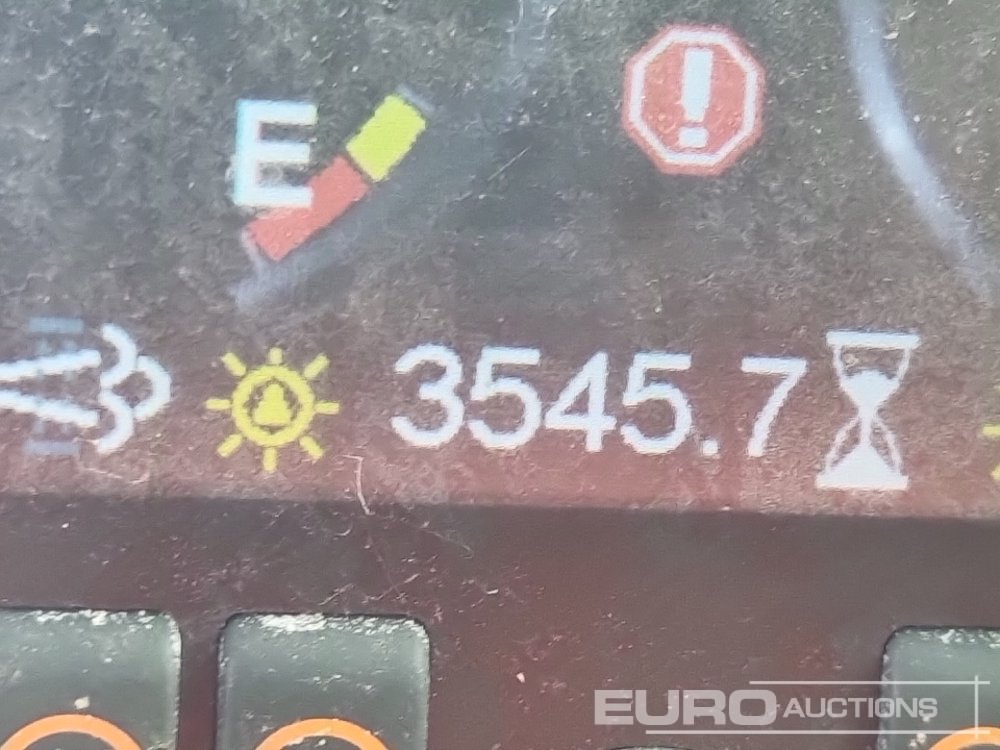 E
!
3545.7
EURO AUCTIONS